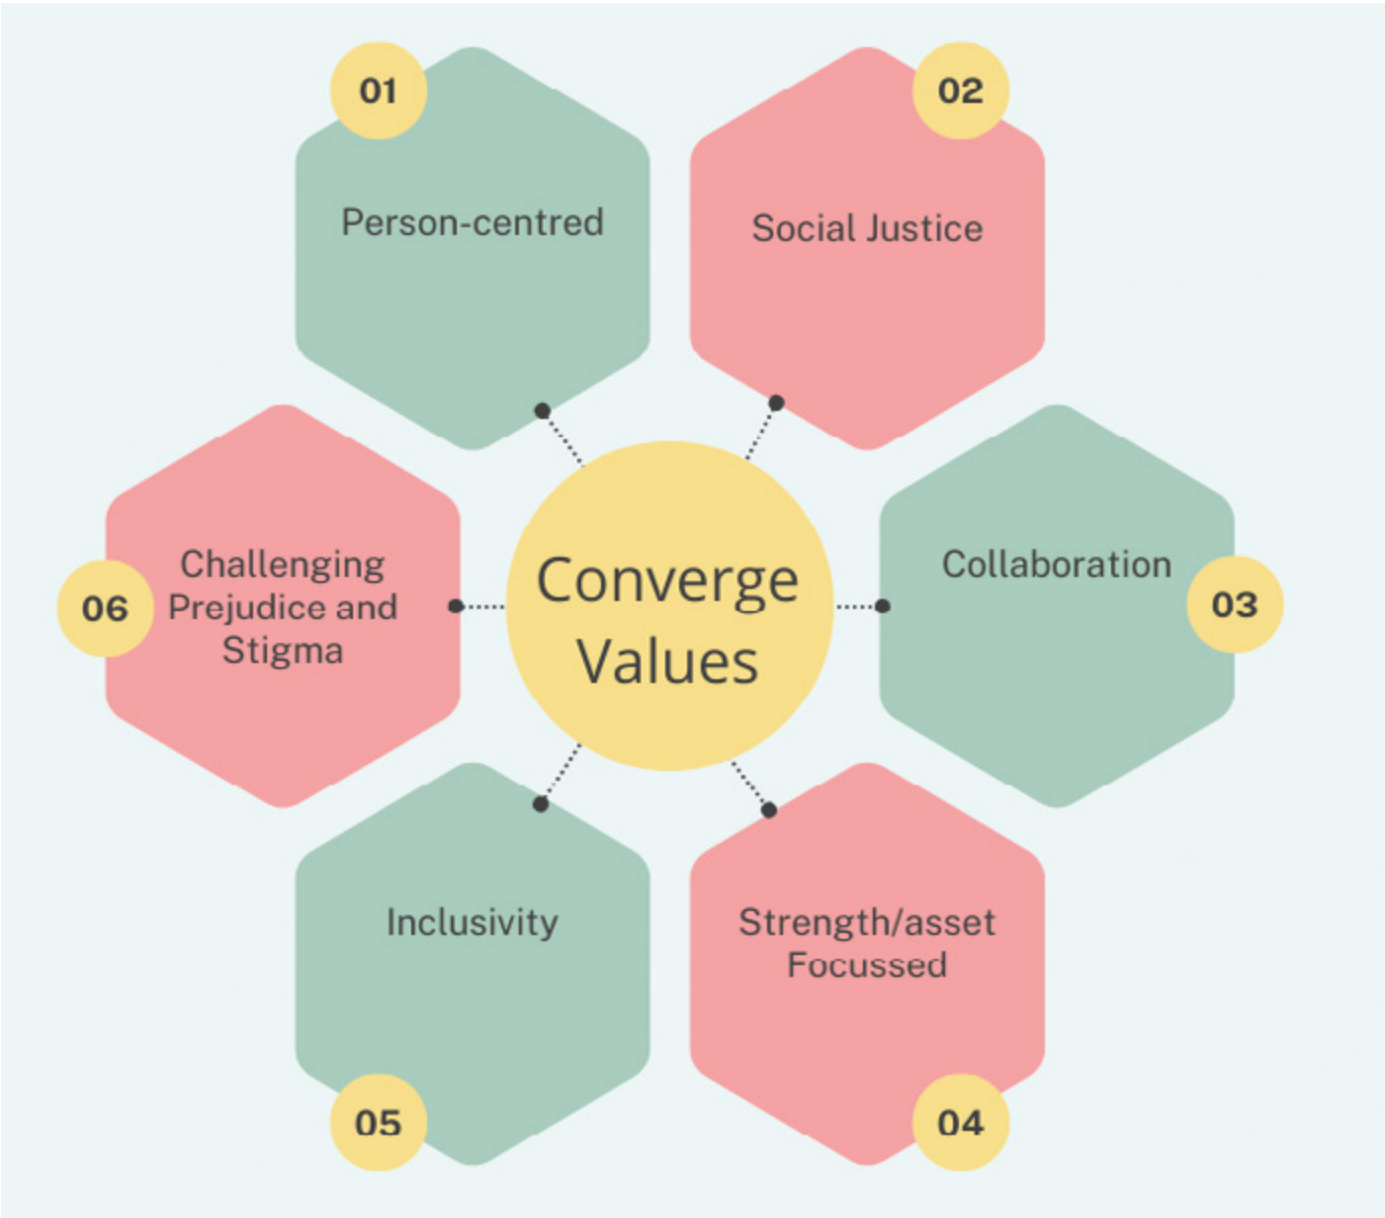 01
Person-centred
02
Social Justice
03
Collaboration
04
Strength/asset
Focussed
05
Inclusivity
06
Challenging
Prejudice and
Stigma
Converge
Values